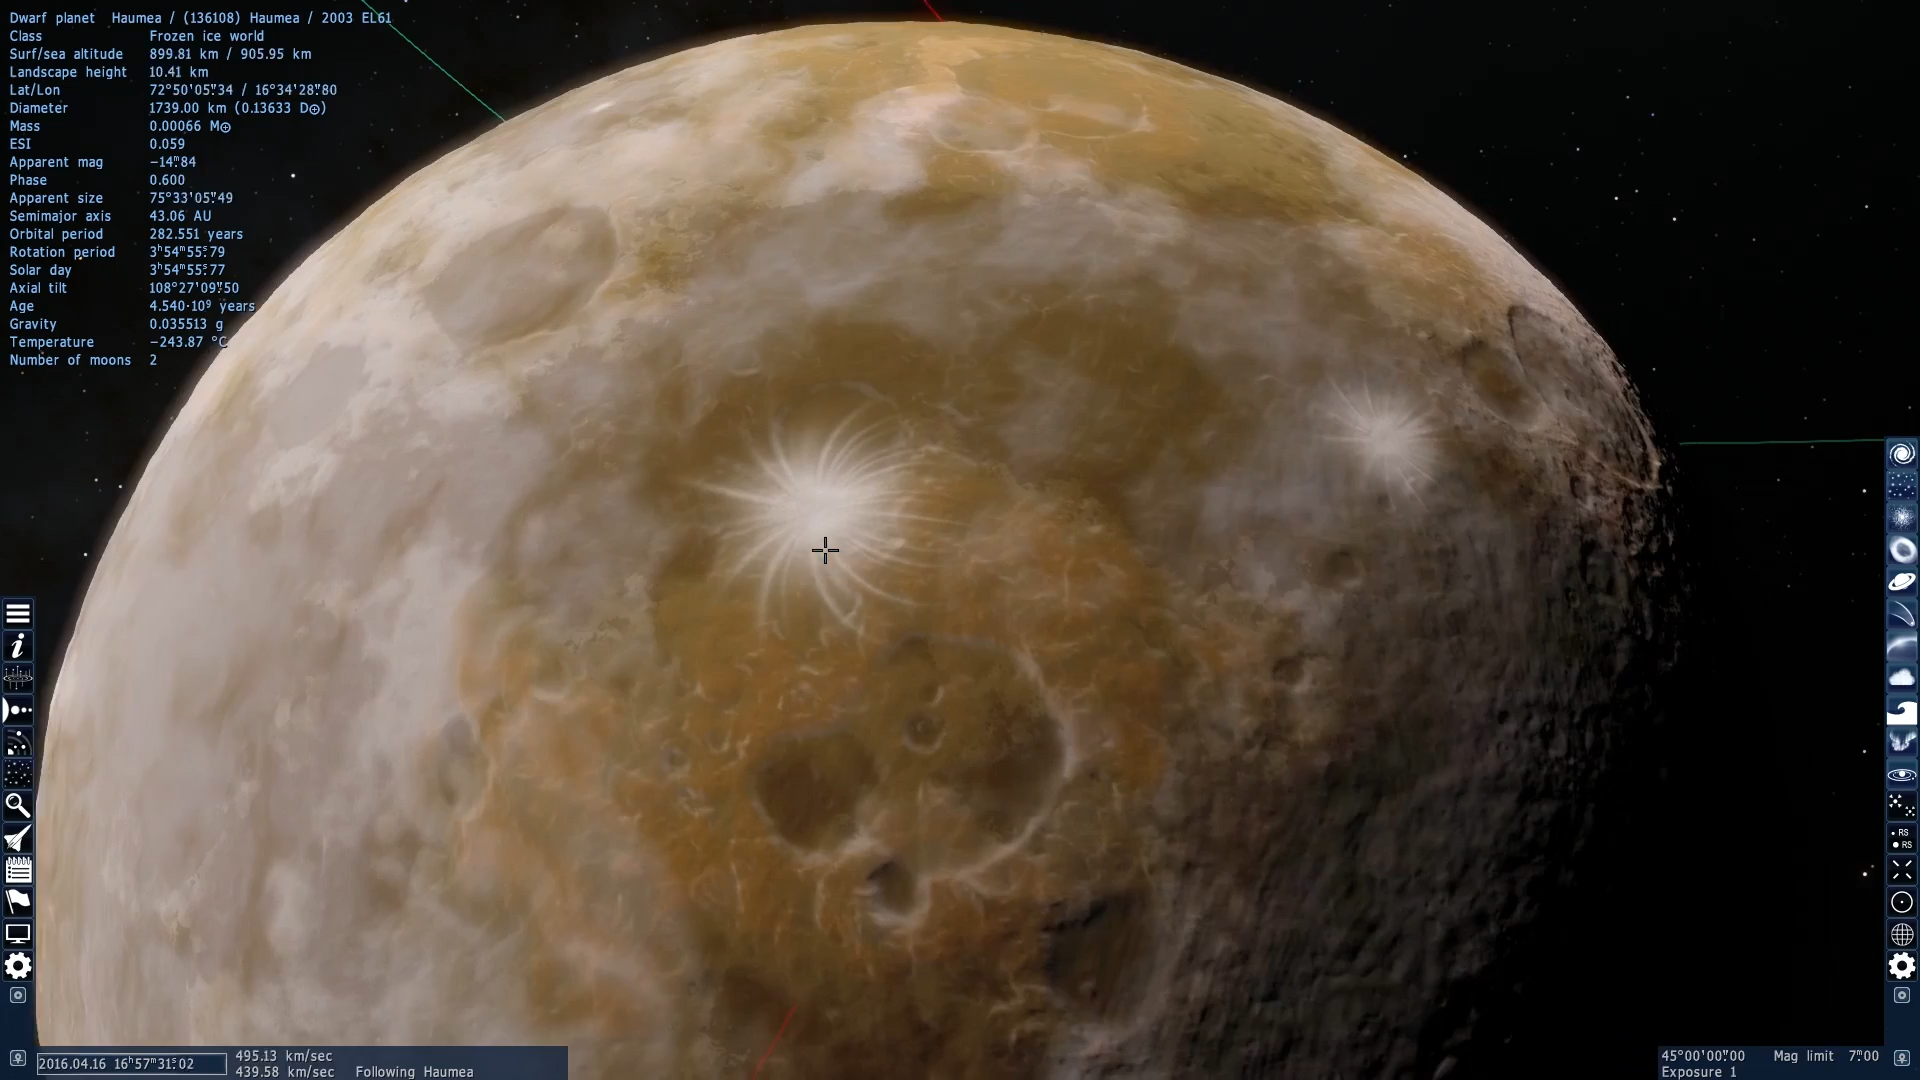 Dwarf planet Haumea / (136108) Haumea / 2003 EL61
Class Frozen ice world
Surf/sea altitude 899.81 km / 905.95 km
Landscape height 10.41 km
Lat/Lon 72°50'05".34 / 16°34'28".80
Diameter 1739.00 km (0.13633 D⊕)
Mass 0.00066 M⊕
ESI 0.059
Apparent mag −14ᵐ.84
Phase 0.600
Apparent size 75°33'05".49
Semimajor axis 43.06 AU
Orbital period 282.551 years
Rotation period 3ʰ54ᵐ55ˢ.79
Solar day 3ʰ54ᵐ55ˢ.77
Axial tilt 108°27'09".50
Age 4.540·10⁹ years
Gravity 0.035513 g
Temperature −243.87 °C
Number of moons 2
RS
RS
2016.04.16 16ʰ57ᵐ31ˢ.02
495.13 km/sec
439.58 km/sec Following Haumea
45°00'00".00 Mag limit 7ᵐ.00
Exposure 1